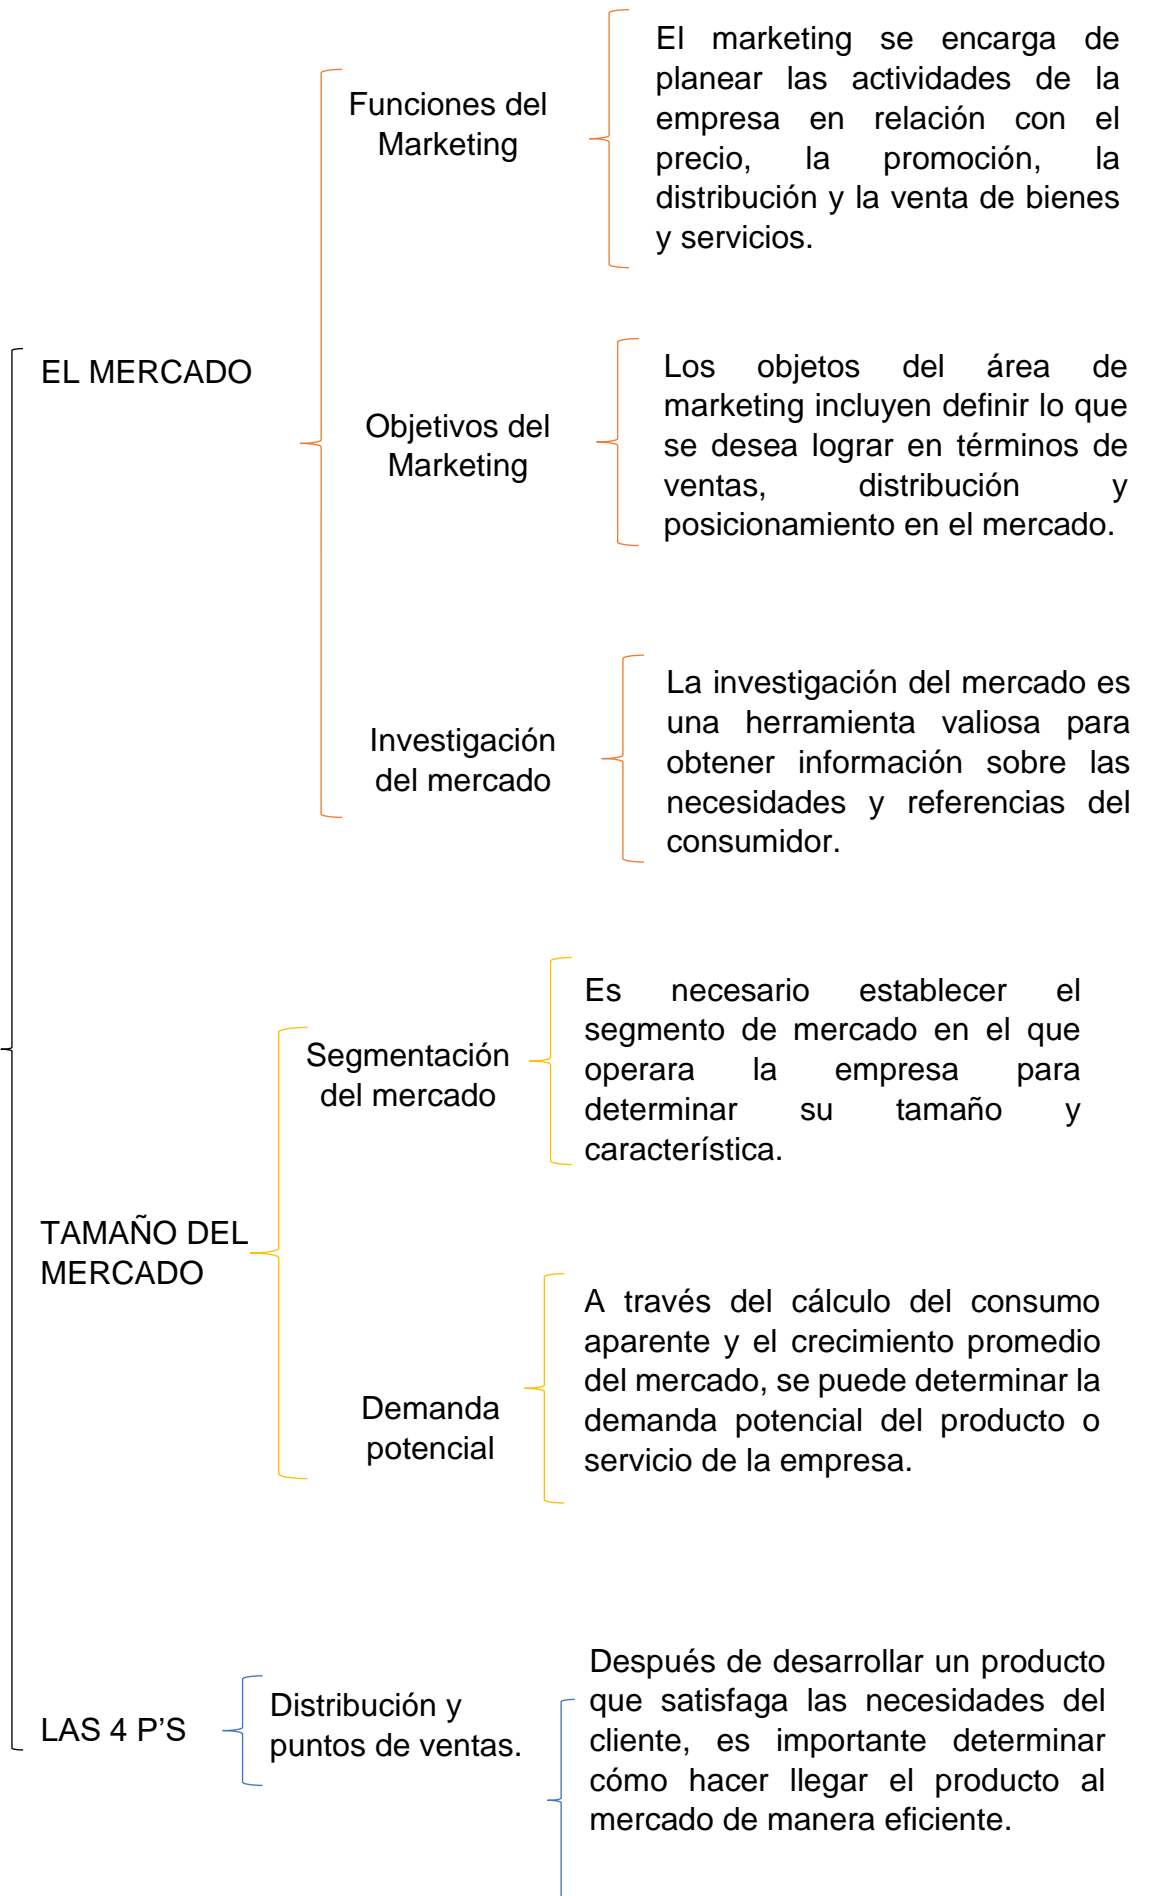 El marketing se encarga de
planear las actividades de la
empresa en relación con el
precio, la promoción, la
distribución y la venta de bienes
y servicios.
Funciones del
Marketing
EL MERCADO
Objetivos del
Marketing
Los objetos del área de
marketing incluyen definir lo que
se desea lograr en términos de
ventas, distribución y
posicionamiento en el mercado.
Investigación
del mercado
La investigación del mercado es
una herramienta valiosa para
obtener información sobre las
necesidades y referencias del
consumidor.
Segmentación
del mercado
Es necesario establecer el
segmento de mercado en el que
operara la empresa para
determinar su tamaño y
característica.
TAMAÑO DEL
MERCADO
Demanda
potencial
A través del cálculo del consumo
aparente y el crecimiento promedio
del mercado, se puede determinar la
demanda potencial del producto o
servicio de la empresa.
LAS 4 P’S
Distribución y
puntos de ventas.
Después de desarrollar un producto
que satisfaga las necesidades del
cliente, es importante determinar
cómo hacer llegar el producto al
mercado de manera eficiente.